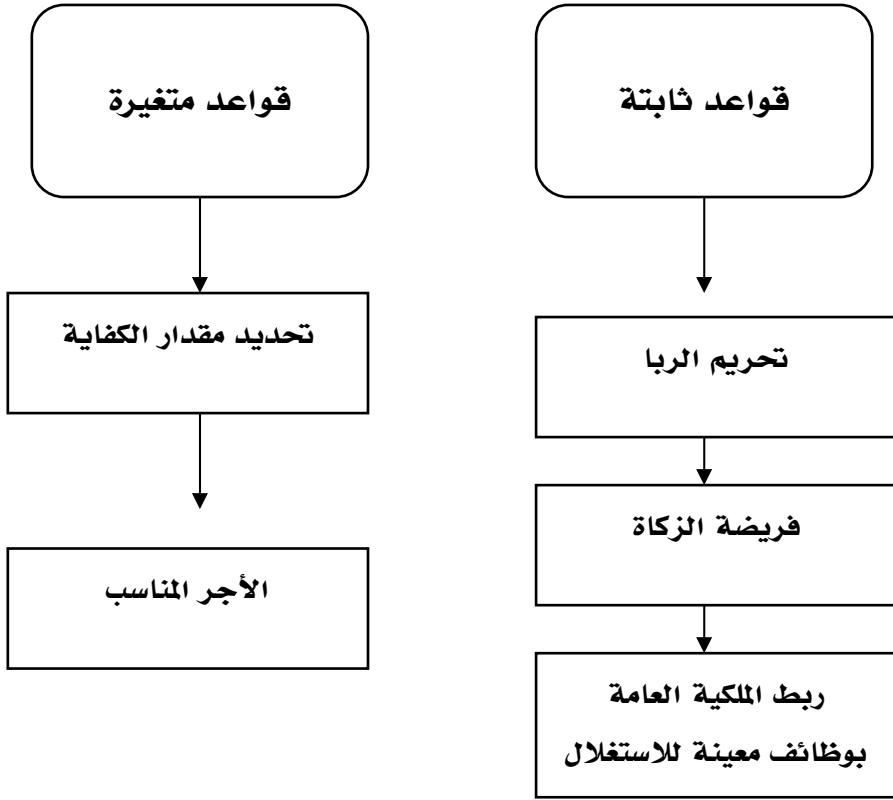 قواعد ثابتة
قواعد متغيرة
تحديد مقدار الكفاية
تحريم الربا
فريضة الزكاة
الأجر المناسب
ربط الملكية العامة
بوظائف معينة للاستغلال